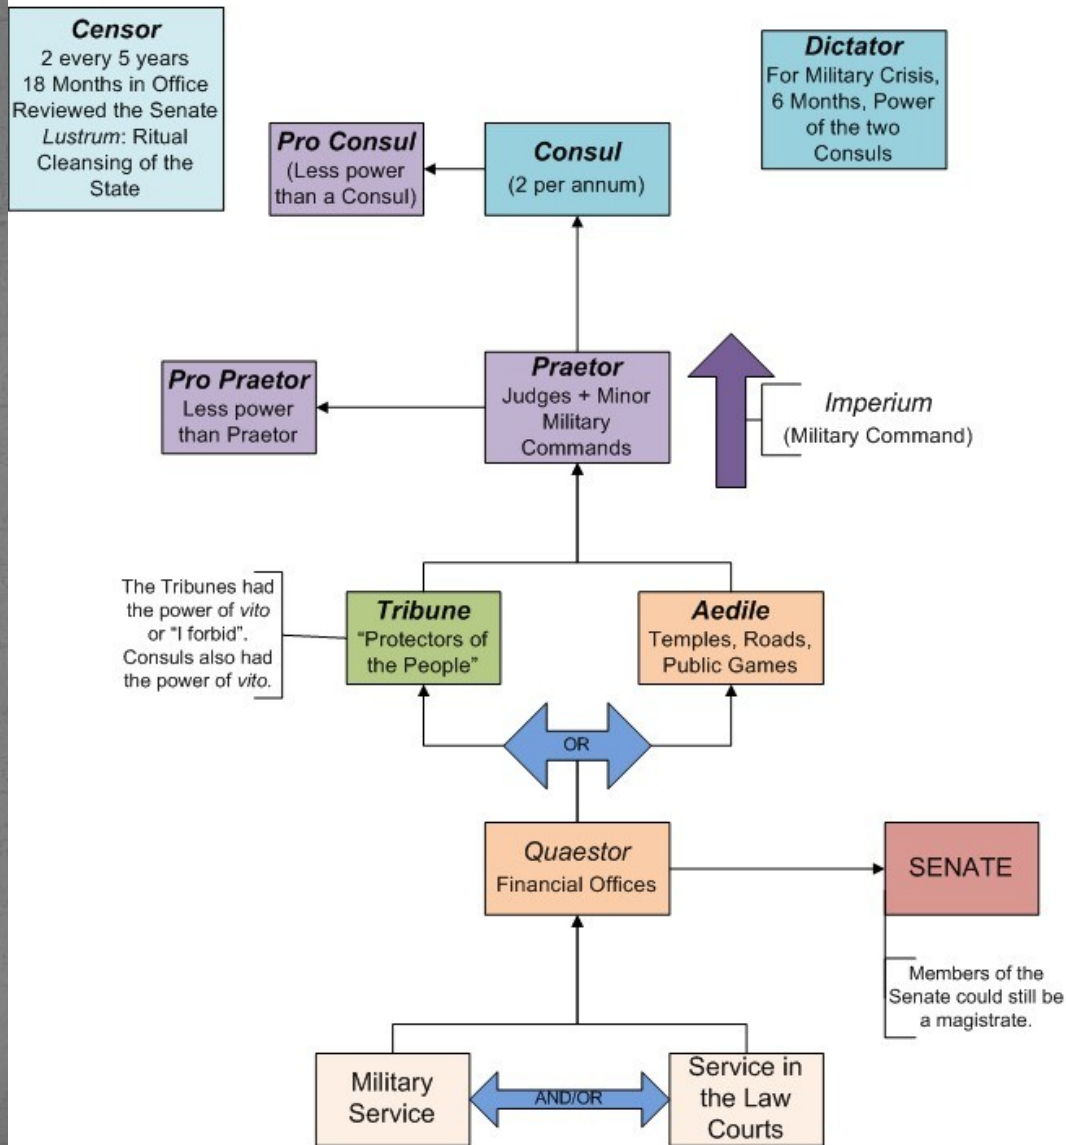 Censor
2 every 5 years
18 Months in Office
Reviewed the Senate
Lustrum: Ritual
Cleansing of the
State
Dictator
For Military Crisis,
6 Months, Power
of the two
Consuls
Pro Consul
(Less power
than a Consul)
Consul
(2 per annum)
Pro Praetor
Less power
than Praetor
Praetor
Judges + Minor
Military
Commands
Imperium
(Military Command)
The Tribunes had
the power of vito
or “I forbid”.
Consuls also had
the power of vito.
Tribune
“Protectors of
the People”
Aedile
Temples, Roads,
Public Games
OR
Quaestor
Financial Offices
SENATE
Members of the
Senate could still be
a magistrate.
Military
Service
AND/OR
Service in
the Law
Courts